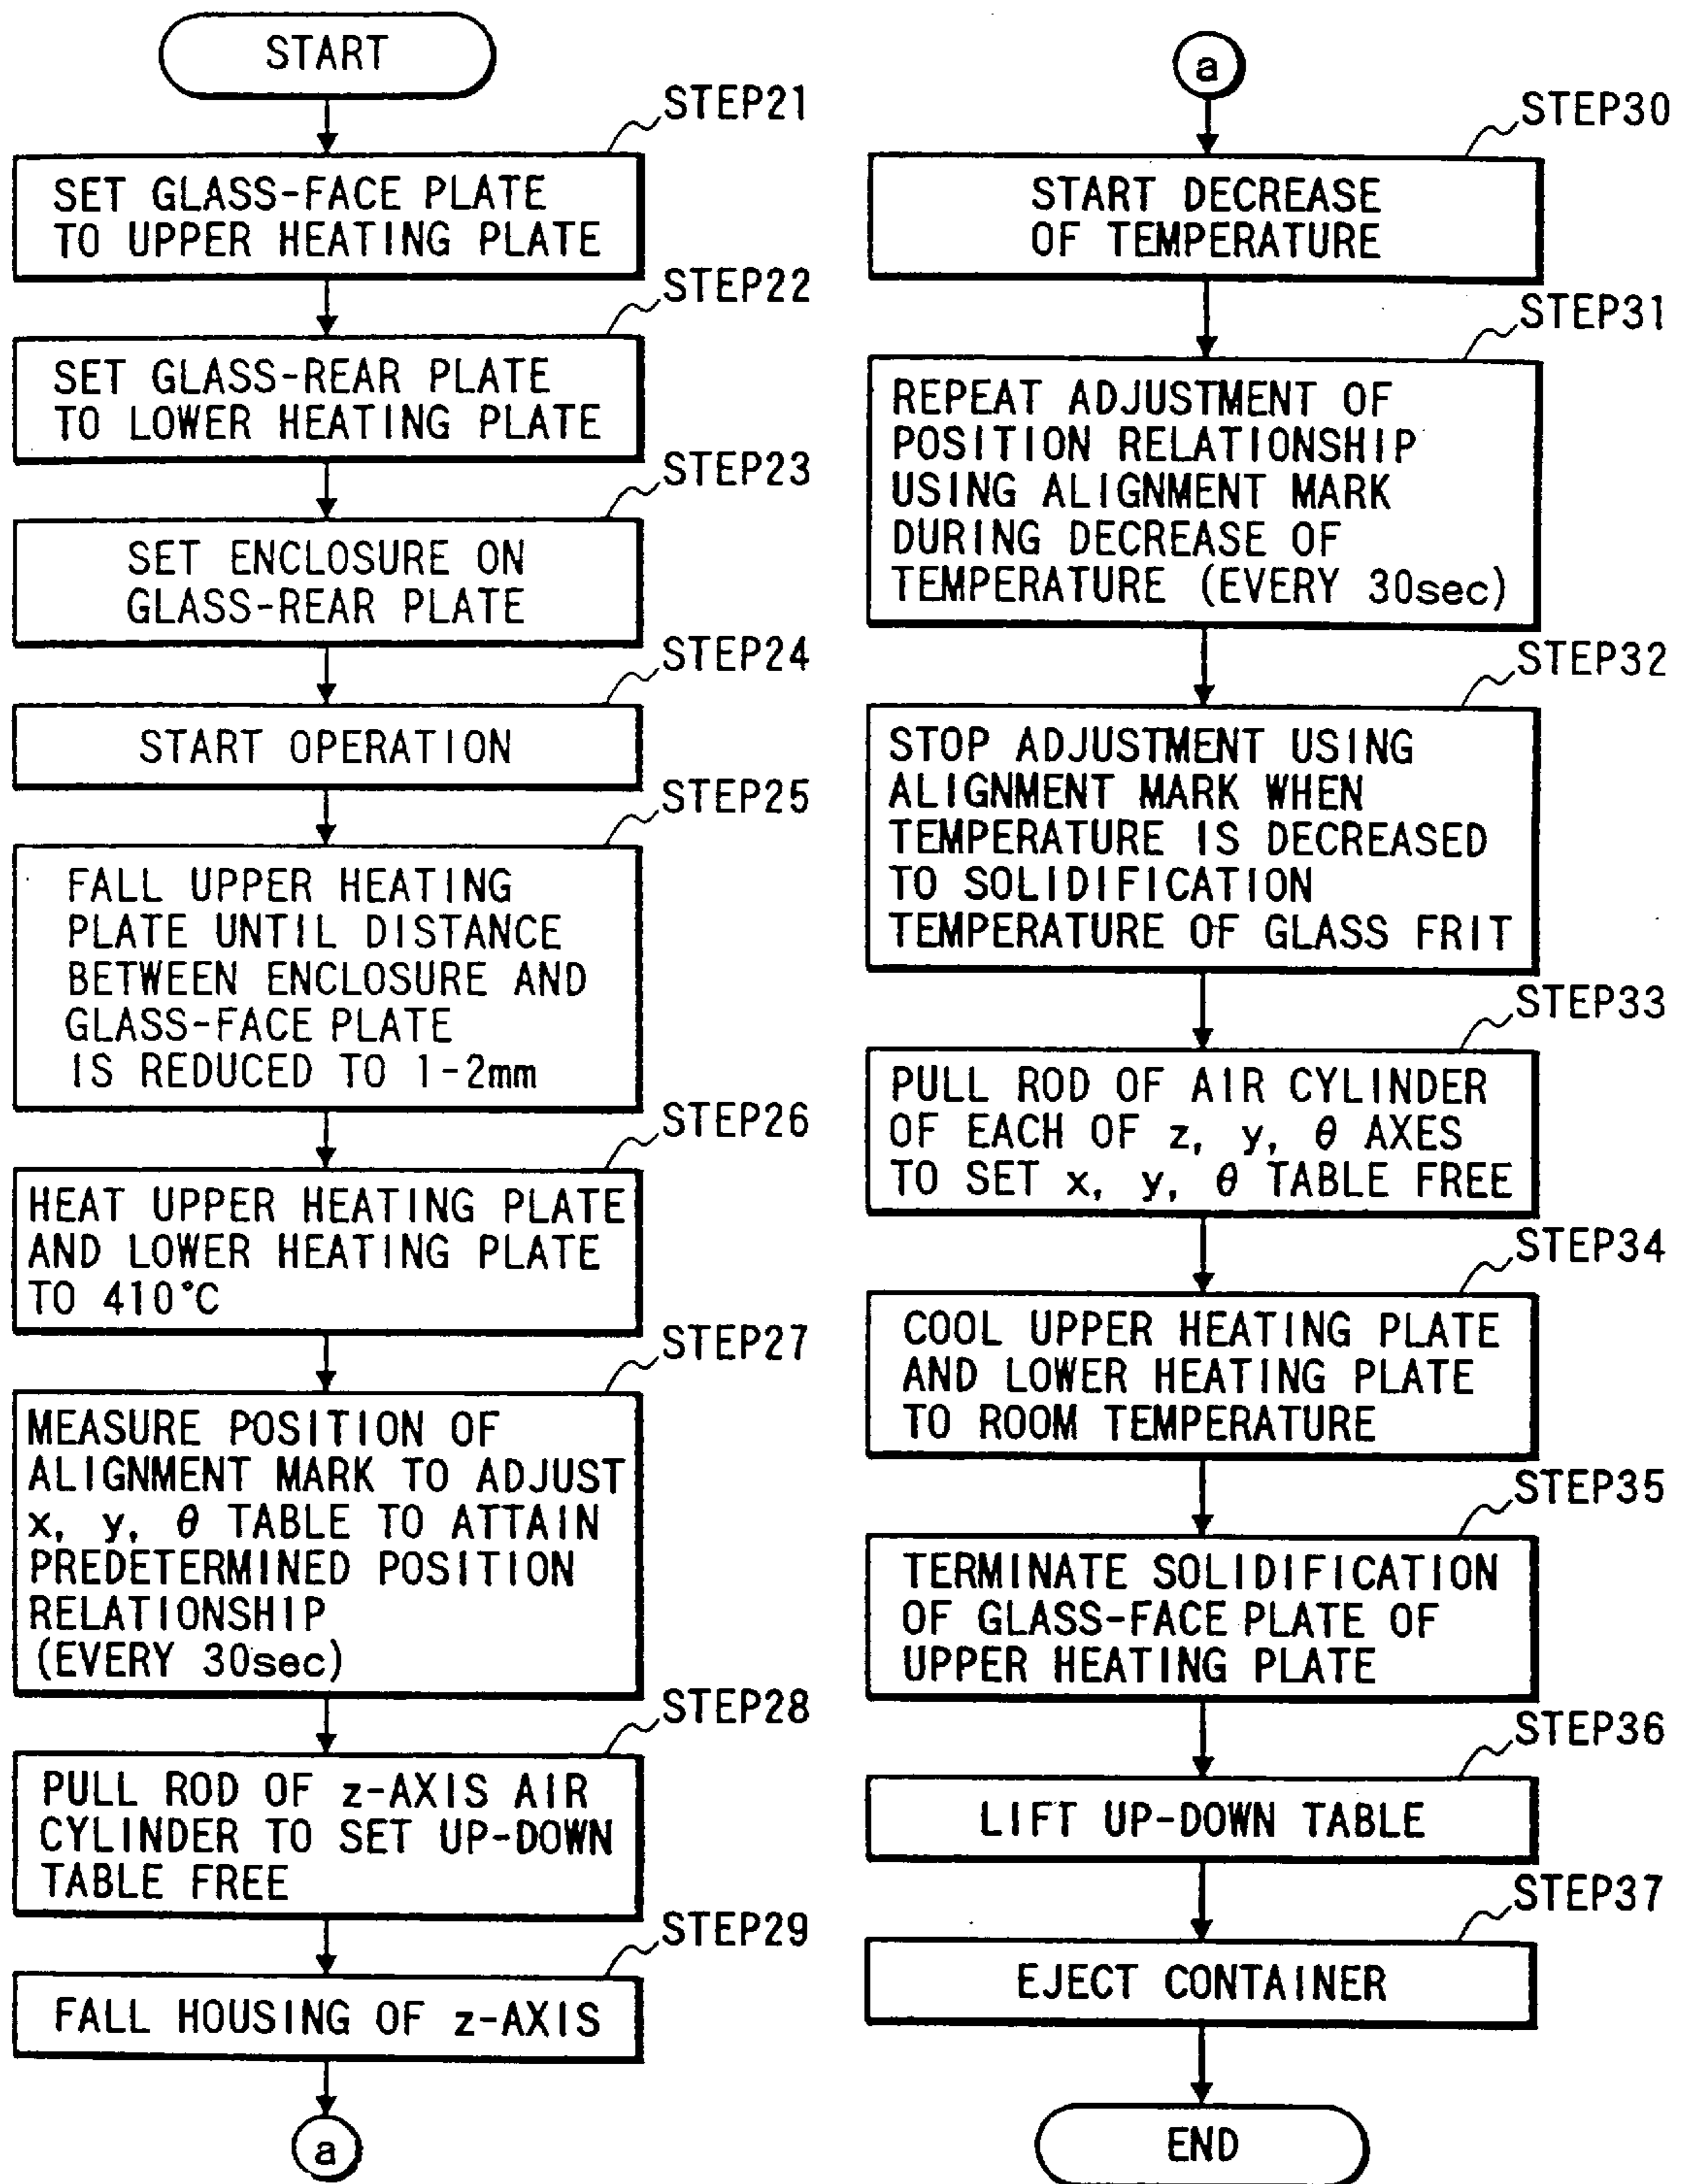 START
STEP21
SET GLASS-FACE PLATE
TO UPPER HEATING PLATE
STEP22
SET GLASS-REAR PLATE
TO LOWER HEATING PLATE
STEP23
SET ENCLOSURE ON
GLASS-REAR PLATE
STEP24
START OPERATION
STEP25
FALL UPPER HEATING
PLATE UNTIL DISTANCE
BETWEEN ENCLOSURE AND
GLASS-FACE PLATE
IS REDUCED TO 1-2mm
STEP26
HEAT UPPER HEATING PLATE
AND LOWER HEATING PLATE
TO 410°C
STEP27
MEASURE POSITION OF
ALIGNMENT MARK TO ADJUST
x, y, θ TABLE TO ATTAIN
PREDETERMINED POSITION
RELATIONSHIP
(EVERY 30sec)
STEP28
PULL ROD OF z-AXIS AIR
CYLINDER TO SET UP-DOWN
TABLE FREE
STEP29
FALL HOUSING OF z-AXIS
a
a
STEP30
START DECREASE
OF TEMPERATURE
STEP31
REPEAT ADJUSTMENT OF
POSITION RELATIONSHIP
USING ALIGNMENT MARK
DURING DECREASE OF
TEMPERATURE (EVERY 30sec)
STEP32
STOP ADJUSTMENT USING
ALIGNMENT MARK WHEN
TEMPERATURE IS DECREASED
TO SOLIDIFICATION
TEMPERATURE OF GLASS FRIT
STEP33
PULL ROD OF AIR CYLINDER
OF EACH OF z, y, θ AXES
TO SET x, y, θ TABLE FREE
STEP34
COOL UPPER HEATING PLATE
AND LOWER HEATING PLATE
TO ROOM TEMPERATURE
STEP35
TERMINATE SOLIDIFICATION
OF GLASS-FACE PLATE OF
UPPER HEATING PLATE
STEP36
LIFT UP-DOWN TABLE
STEP37
EJECT CONTAINER
END